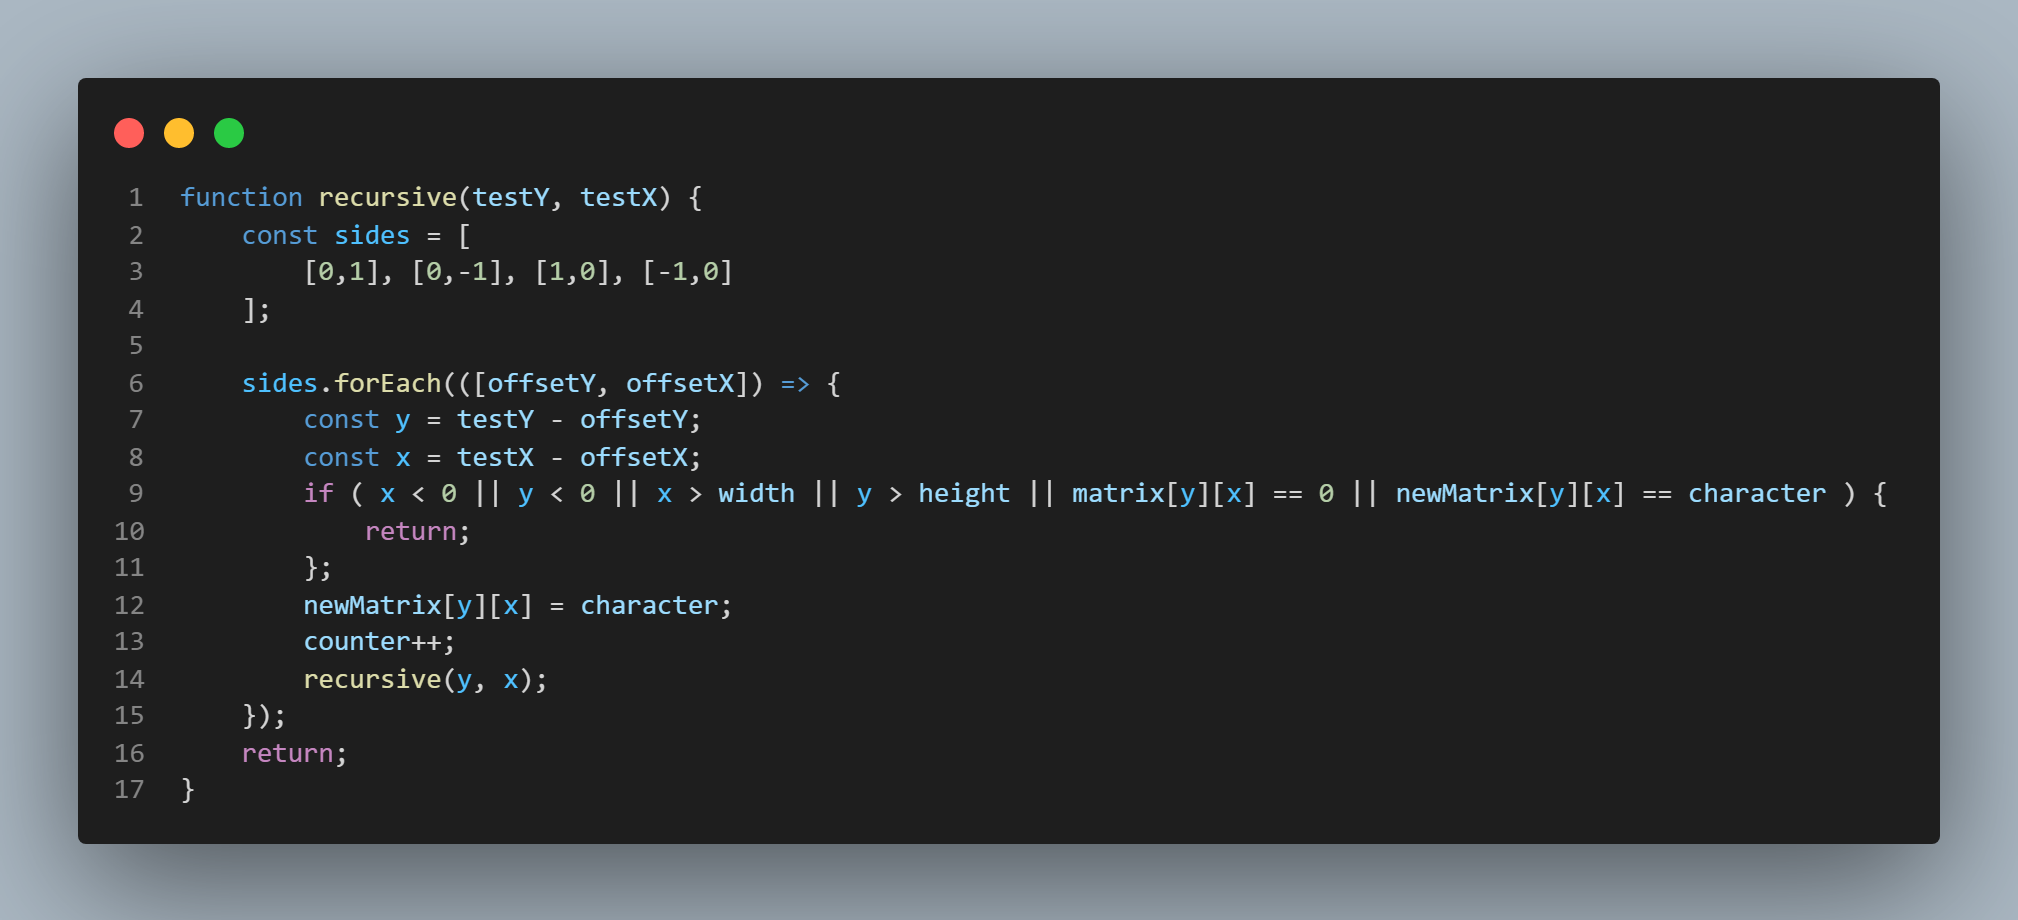 1 function recursive(testY, testX) {
2     const sides = [
3         [0,1], [0,-1], [1,0], [-1,0]
4     ];
5
6     sides.forEach(([offsetY, offsetX]) => {
7         const y = testY - offsetY;
8         const x = testX - offsetX;
9         if ( x < 0 || y < 0 || x > width || y > height || matrix[y][x] == 0 || newMatrix[y][x] == character ) {
10             return;
11         };
12         newMatrix[y][x] = character;
13         counter++;
14         recursive(y, x);
15     });
16     return;
17 }